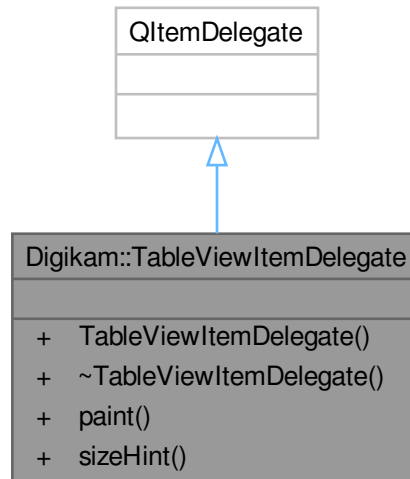 QItemDelegate
Digikam::TableViewItemDelegate
+ TableViewItemDelegate()
+ ~TableViewItemDelegate()
+ paint()
+ sizeHint()